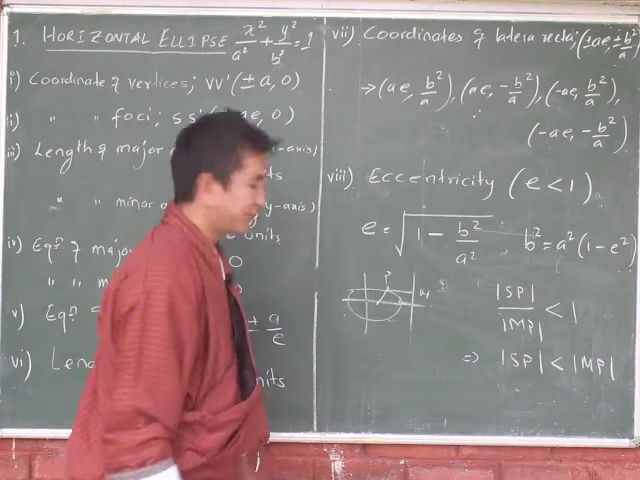 1. HORIZONTAL ELLIPSE x²/a² + y²/b² = 1
i) Coordinate of vertices; VV'(±a, 0)
ii) " " foci; SS'( ae, 0)
iii) Length of major -axis)
its
" " minor y-axis)
units
iv) Eqn of major 0
" " m
v) Eqn ± a/e
vi) Len
nits
vii) Coordinates of latera recta; (±ae, ±b²/a)
→ (ae, b²/a), (ae, -b²/a), (-ae, b²/a),
(-ae, -b²/a)
viii) Eccentricity (e<1)
e = √(1 - b²/a²), b² = a²(1-e²)
P
|SP|/|MP| < 1
⇒ |SP| < |MP|